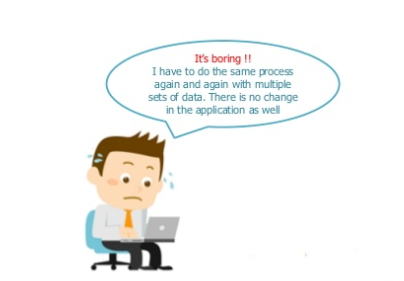 It's boring !!
I have to do the same process
again and again with multiple
sets of data. There is no change
in the application as well